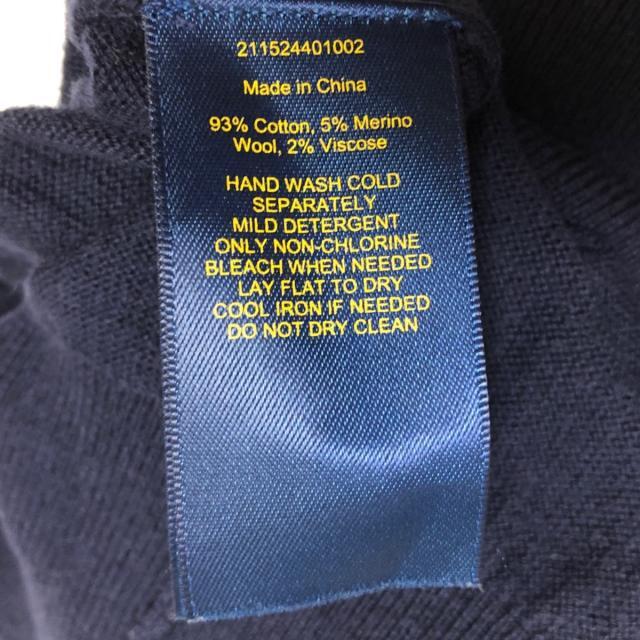 211524401002
Made in China
93% Cotton, 5% Merino
Wool, 2% Viscose
HAND WASH COLD
SEPARATELY
MILD DETERGENT
ONLY NON-CHLORINE
BLEACH WHEN NEEDED
LAY FLAT TO DRY
COOL IRON IF NEEDED
DO NOT DRY CLEAN